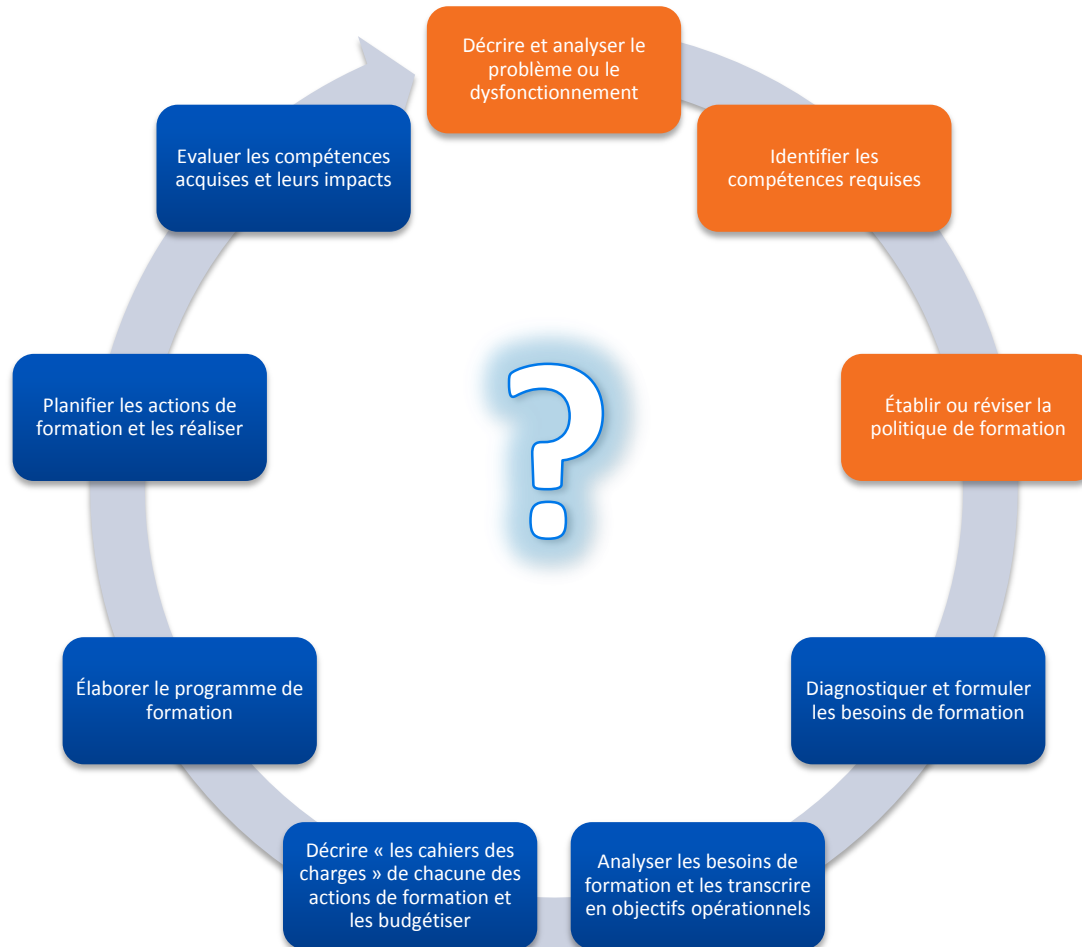 Décrire et analyser le
problème ou le
dysfonctionnement
Identifier les
compétences requises
Établir ou réviser la
politique de formation
Diagnostiquer et formuler
les besoins de formation
Analyser les besoins de
formation et les transcrire
en objectifs opérationnels
Décrire « les cahiers des
charges » de chacune des
actions de formation et
les budgétiser
Élaborer le programme de
formation
Planifier les actions de
formation et les réaliser
Evaluer les compétences
acquises et leurs impacts
?